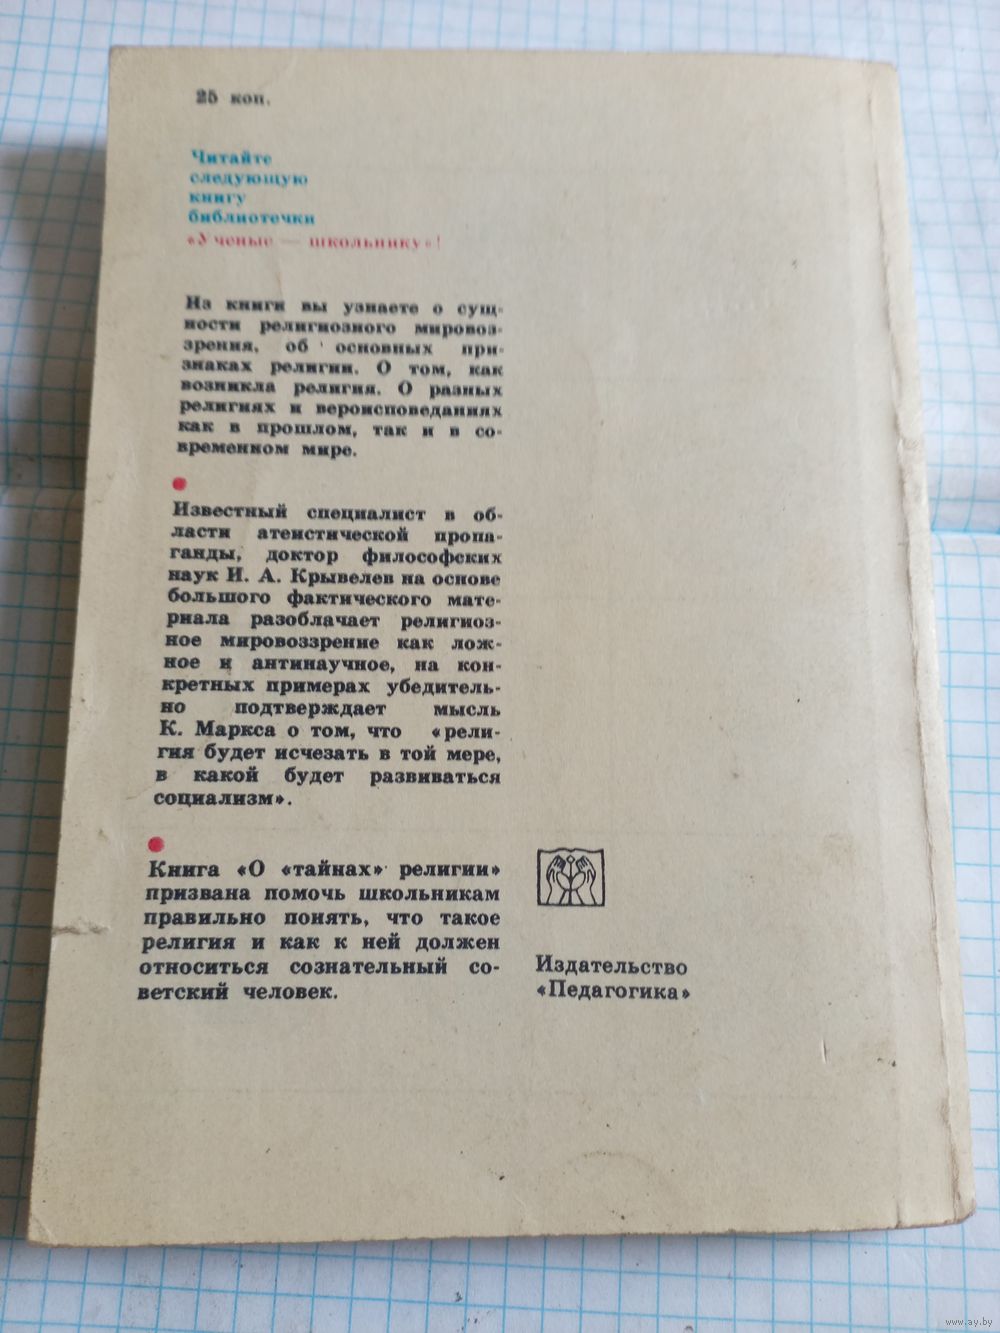 25 коп.
Читайте
следующую
книгу
библиотечки
«Ученые — школьнику»!
Из книги вы узнаете о сущ-
ности религиозного мировоз-
зрения, об основных при-
знаках религии. О том, как
возникла религия. О разных
религиях и вероисповеданиях
как в прошлом, так и в со-
временном мире.
Известный специалист в об-
ласти атеистической пропа-
ганды, доктор философских
наук И. А. Крывелев на основе
большого фактического мате-
риала разоблачает религиоз-
ное мировоззрение как лож-
ное и антинаучное, на кон-
кретных примерах убедитель-
но подтверждает мысль
К. Маркса о том, что «рели-
гия будет исчезать в той мере,
в какой будет развиваться
социализм».
Книга «О «тайнах» религии»
призвана помочь школьникам
правильно понять, что такое
религия и как к ней должен
относиться сознательный со-
ветский человек.
Издательство
«Педагогика»
www.ay.by